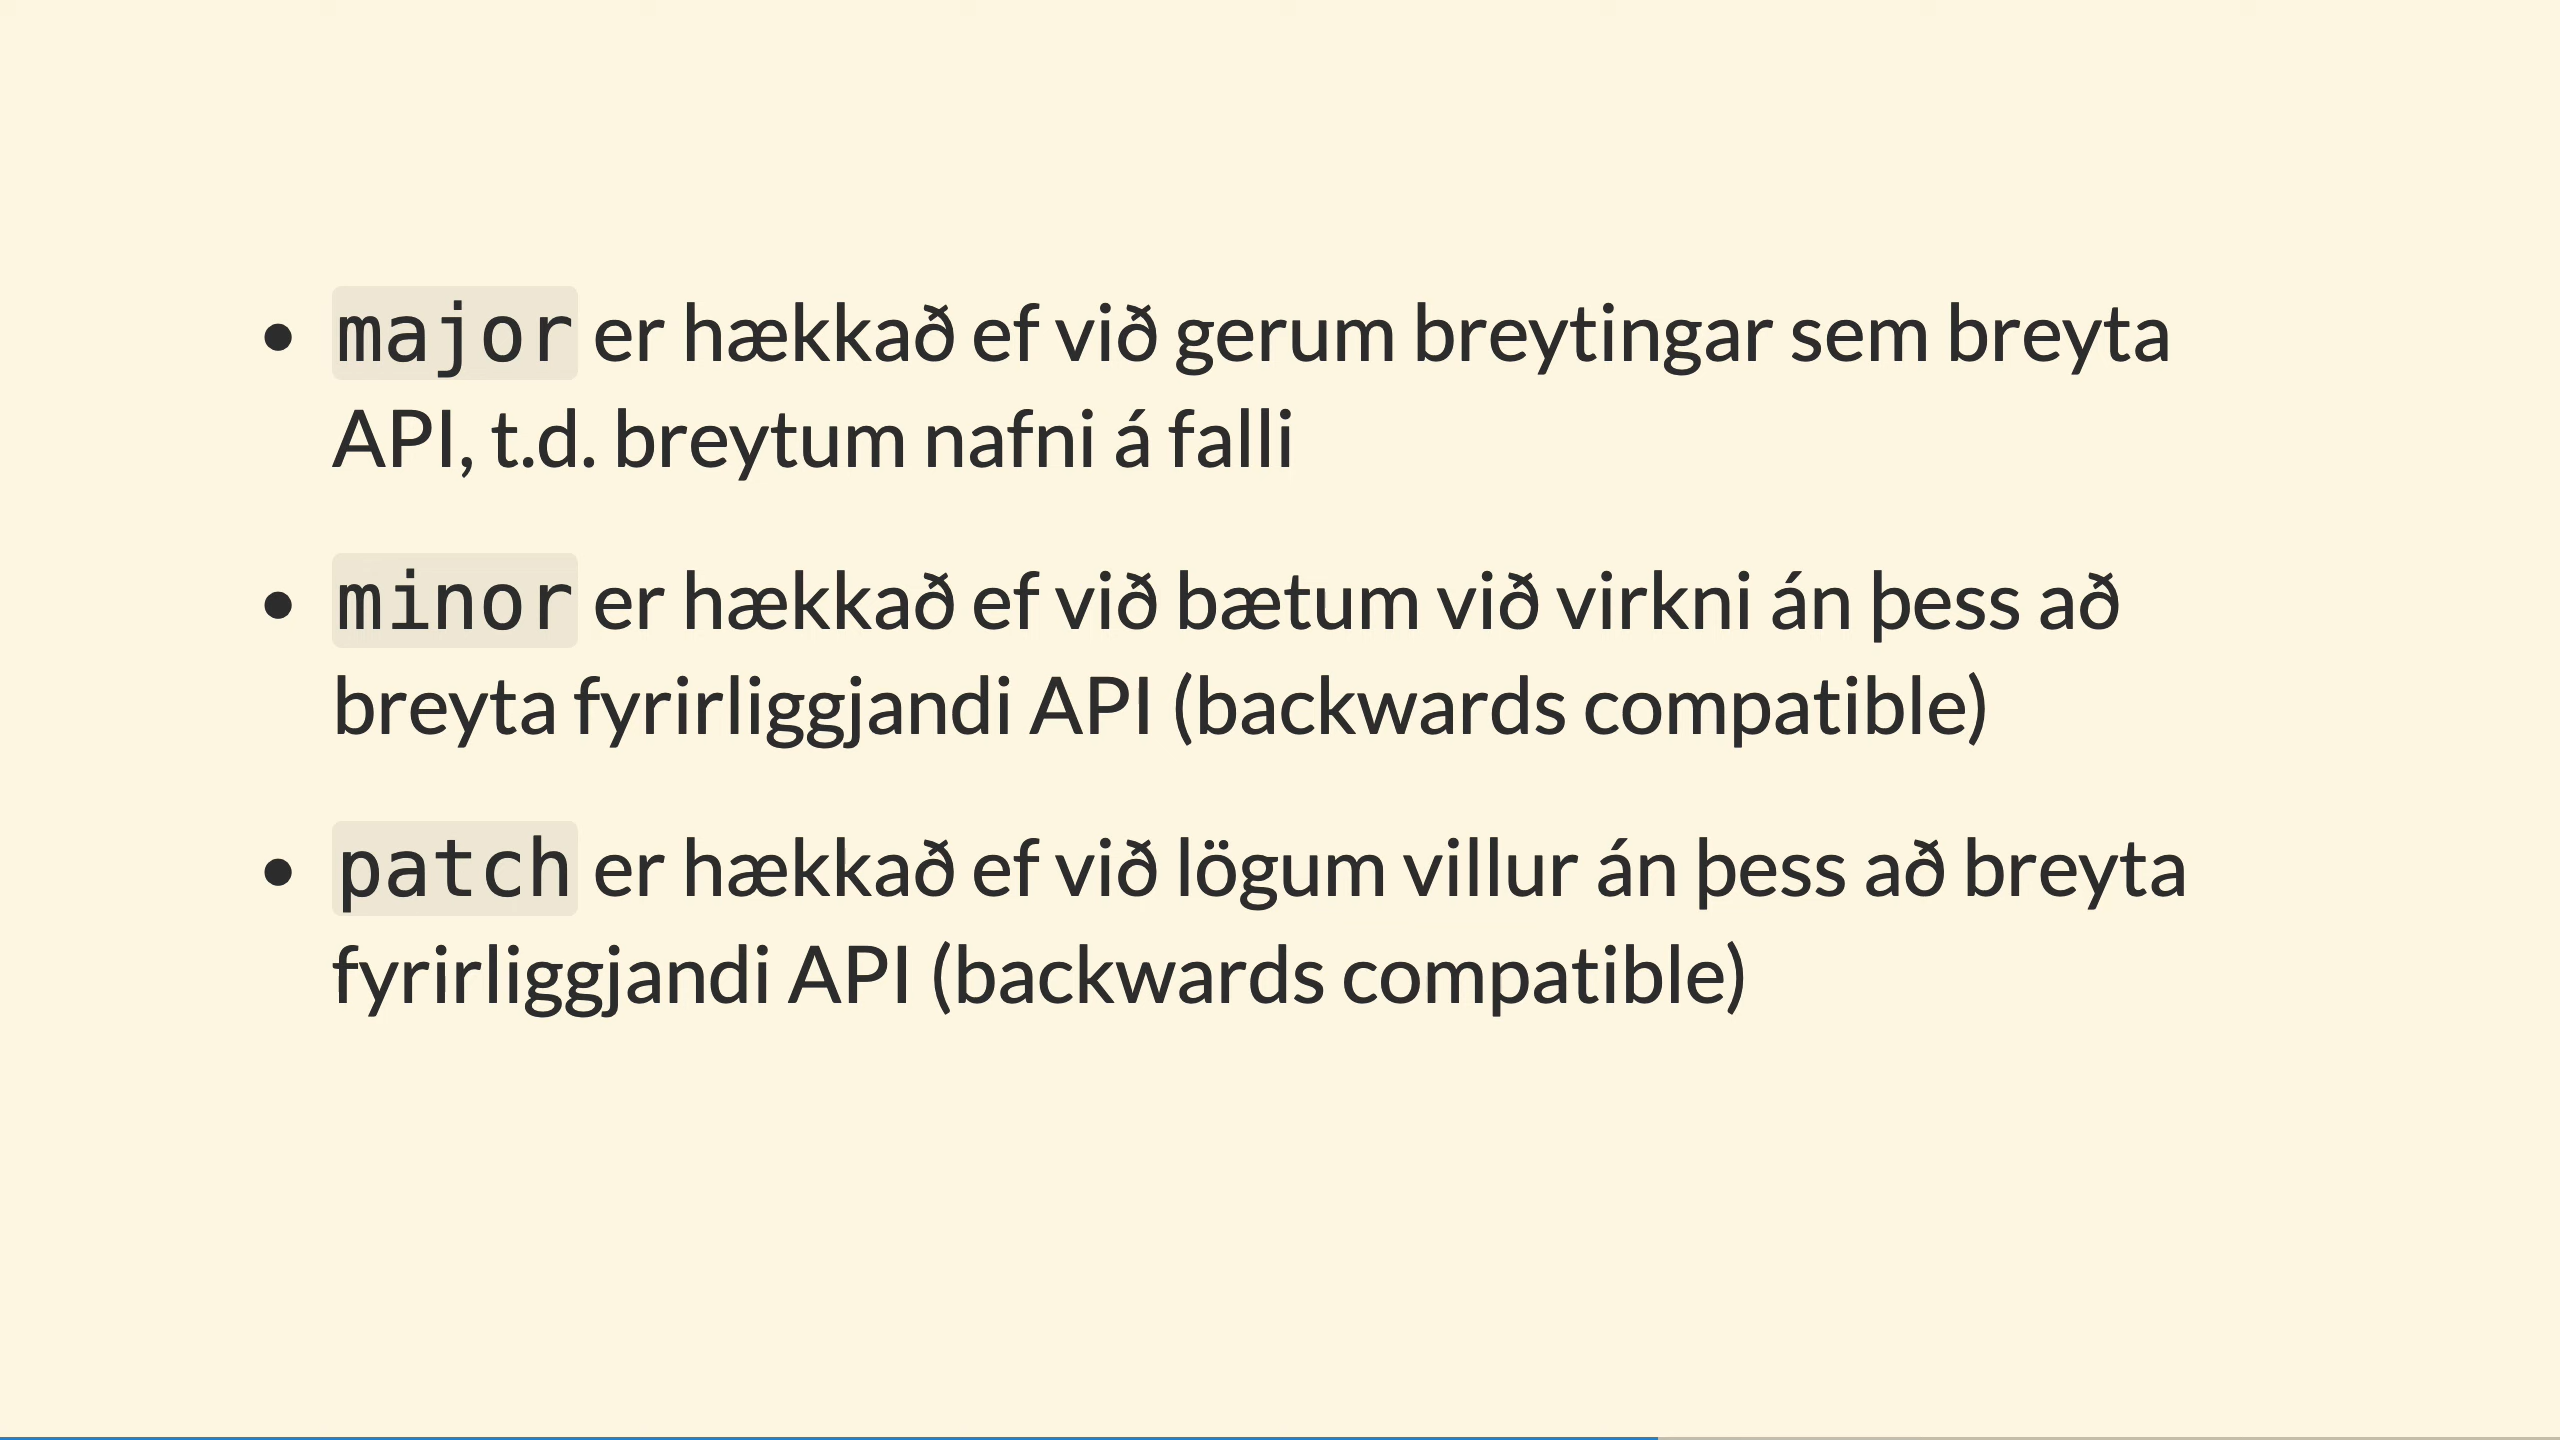 • major er hækkað ef við gerum breytingar sem breyta
API, t.d. breytum nafni á falli
• minor er hækkað ef við bætum við virkni án þess að
breyta fyrirliggjandi API (backwards compatible)
• patch er hækkað ef við lögum villur án þess að breyta
fyrirliggjandi API (backwards compatible)